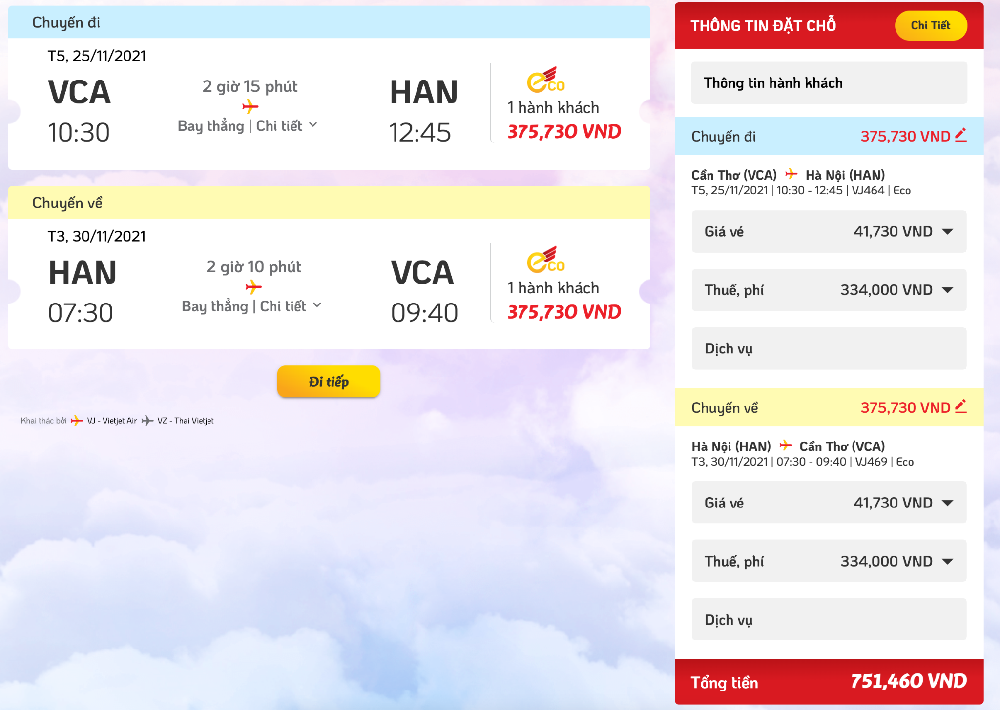 Chuyến đi
T5, 25/11/2021
VCA
2 giờ 15 phút
HAN
10:30
Bay thẳng | Chi tiết
12:45
eco
1 hành khách
375,730 VND
Chuyến về
T3, 30/11/2021
HAN
2 giờ 10 phút
VCA
07:30
Bay thẳng | Chi tiết
09:40
eco
1 hành khách
375,730 VND
Đi tiếp
Khai thác bởi VJ - Vietjet Air VZ - Thai Vietjet
THÔNG TIN ĐẶT CHỖ
Chi Tiết
Thông tin hành khách
Chuyến đi 375,730 VND
Cần Thơ (VCA) Hà Nội (HAN)
T5, 25/11/2021 | 10:30 - 12:45 | VJ464 | Eco
Giá vé 41,730 VND
Thuế, phí 334,000 VND
Dịch vụ
Chuyến về 375,730 VND
Hà Nội (HAN) Cần Thơ (VCA)
T3, 30/11/2021 | 07:30 - 09:40 | VJ469 | Eco
Giá vé 41,730 VND
Thuế, phí 334,000 VND
Dịch vụ
Tổng tiền 751,460 VND